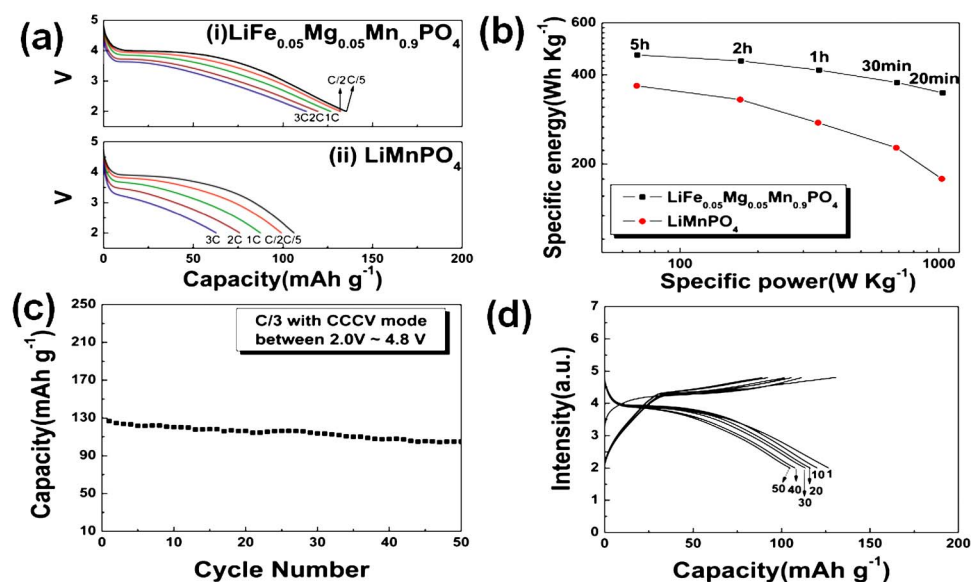 (a)
(i)LiFe0.05Mg0.05Mn0.9PO4
5
4
3
2
V
C/2 C/5
3C2C1C
(ii) LiMnPO4
5
4
3
2
V
3C 2C 1C C/2C/5
0 50 100 150 200
Capacity(mAh g-1)
(b)
600
400
200
Specific energy(Wh Kg-1)
5h 2h 1h 30min 20min
LiFe0.05Mg0.05Mn0.9PO4
LiMnPO4
100 1000
Specific power(W Kg-1)
(c)
250
210
170
130
90
50
10
Capacity(mAh g-1)
C/3 with CCCV mode
between 2.0V ~ 4.8 V
0 10 20 30 40 50
Cycle Number
(d)
7
6
5
4
3
2
1
0
Intensity(a.u.)
10 1
50 40 20
30
0 50 100 150 200
Capacity(mAh g-1)